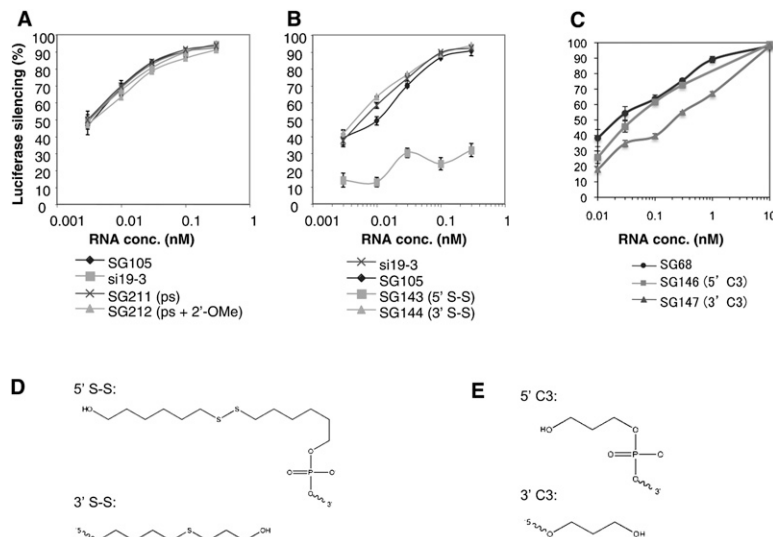 A
B
C
Luciferase silencing (%)
100
90
80
70
60
50
40
30
20
10
0
0.001
0.01
0.1
1
RNA conc. (nM)
SG105
si19-3
SG211 (ps)
SG212 (ps + 2'-OMe)
100
90
80
70
60
50
40
30
20
10
0
0.001
0.01
0.1
1
RNA conc. (nM)
si19-3
SG105
SG143 (5' S-S)
SG144 (3' S-S)
100
90
80
70
60
50
40
30
20
10
0
0.01
0.1
1
10
RNA conc. (nM)
SG68
SG146 (5' C3)
SG147 (3' C3)
D
5' S-S:
HO
S
S
O
O
P
O
O
3'
3' S-S:
'5
S
OH
E
5' C3:
HO
O
O
P
O
O
3'
3' C3:
'5
O
OH